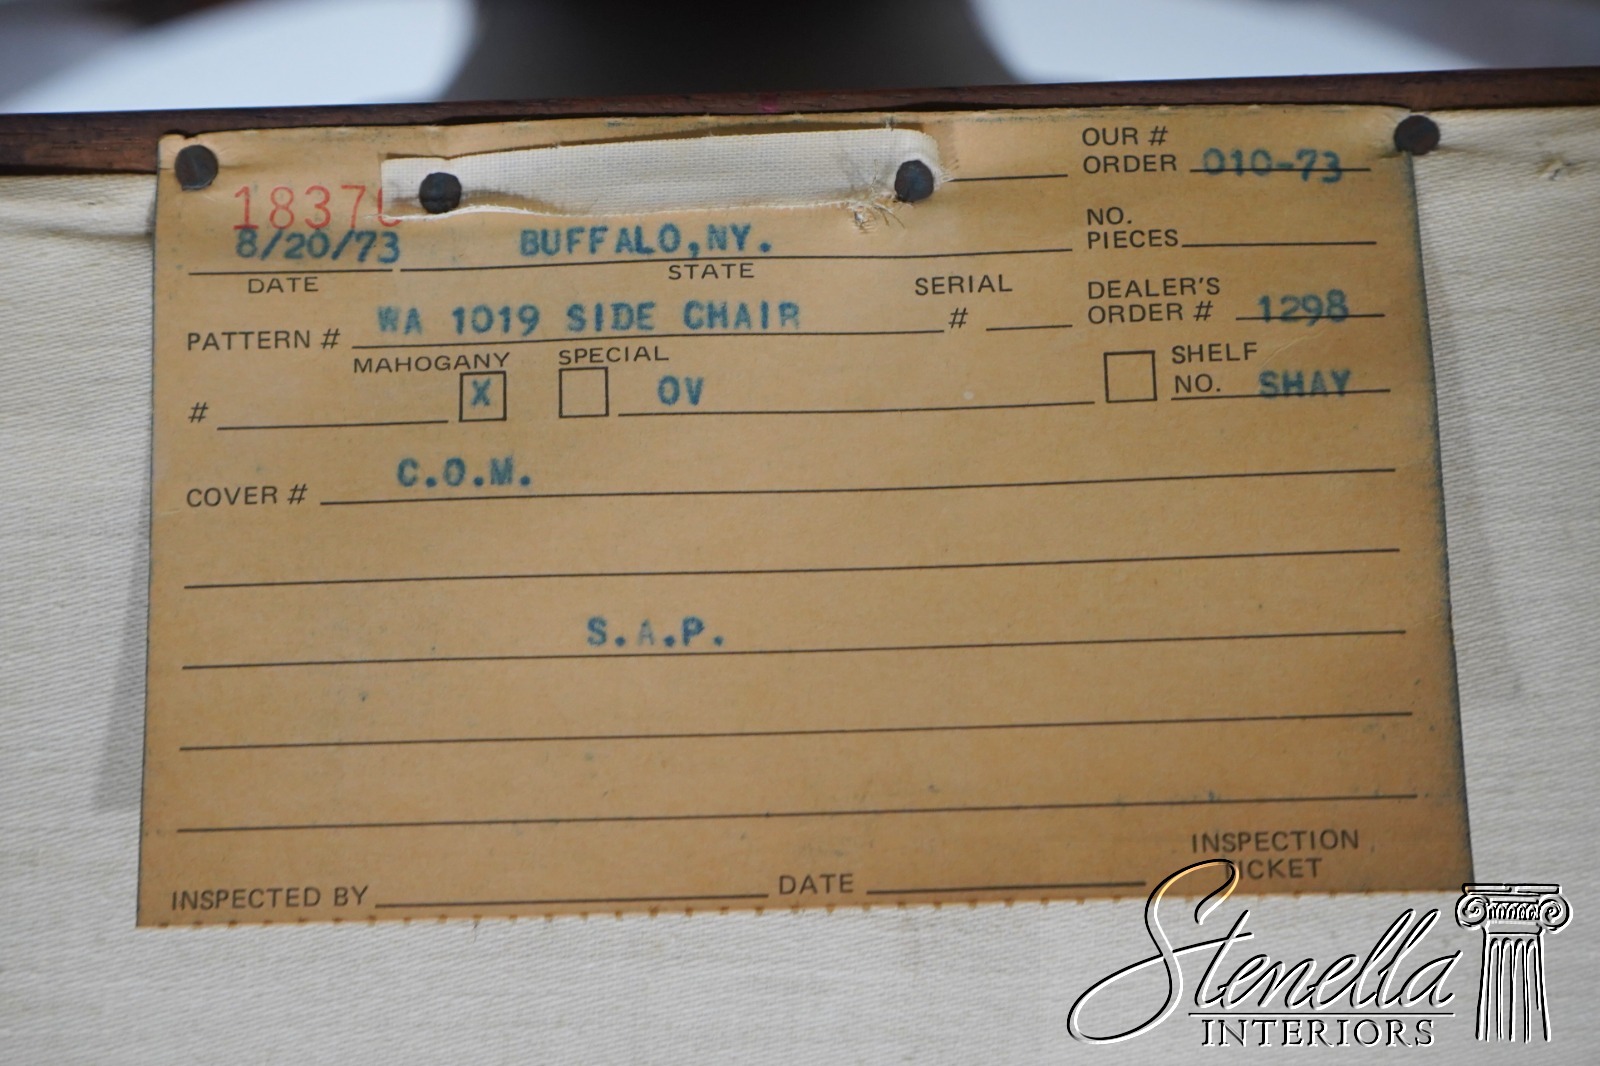 OUR #
ORDER 010-73
1837
8/20/73 BUFFALO,NY.
NO.
PIECES
DATE STATE
SERIAL
#
DEALER'S
ORDER # 1298
PATTERN # WA 1019 SIDE CHAIR
MAHOGANY SPECIAL
# X OV
SHELF
NO. SHAY
COVER # C.O.M.
S.A.P.
INSPECTED BY DATE
INSPECTION
TICKET
Stenella
INTERIORS